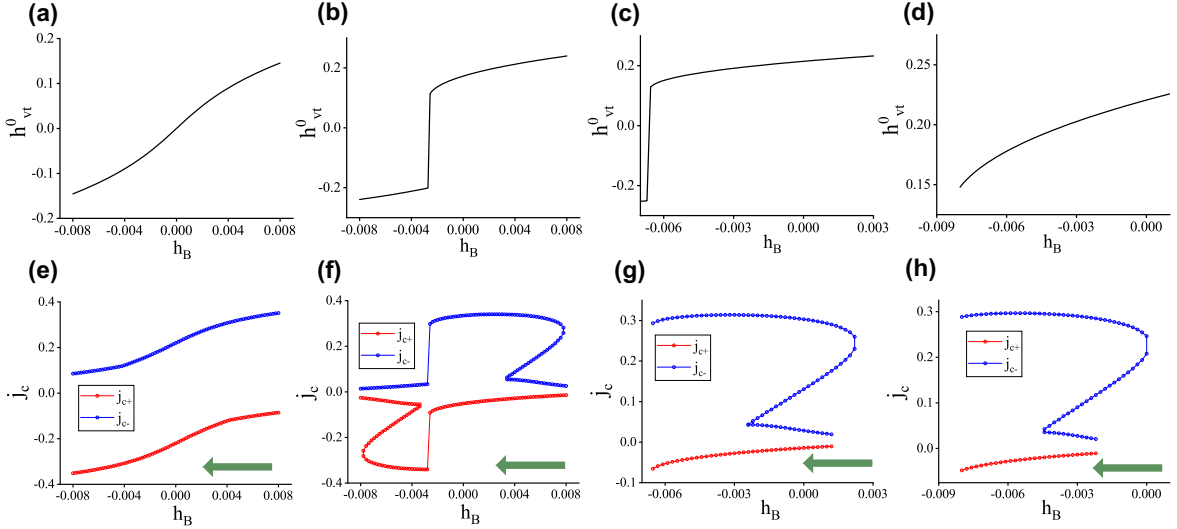 (a)
0.2
0.1
0.0
-0.1
-0.2
h⁰vt
-0.008
-0.004
0.000
0.004
0.008
hB
(b)
0.2
0.0
-0.2
h⁰vt
-0.008
-0.004
0.000
0.004
0.008
hB
(c)
0.2
0.0
-0.2
h⁰vt
-0.006
-0.003
0.000
0.003
hB
(d)
0.25
0.20
0.15
h⁰vt
-0.009
-0.006
-0.003
0.000
hB
(e)
0.4
0.2
0.0
-0.2
-0.4
jc
jc+
jc-
-0.008
-0.004
0.000
0.004
0.008
hB
(f)
0.4
0.2
0.0
-0.2
-0.4
jc
jc+
jc-
-0.008
-0.004
0.000
0.004
0.008
hB
(g)
0.3
0.2
0.1
0.0
-0.1
jc
jc+
jc-
-0.006
-0.003
0.000
0.003
hB
(h)
0.3
0.2
0.1
0.0
jc
jc+
jc-
-0.009
-0.006
-0.003
0.000
hB